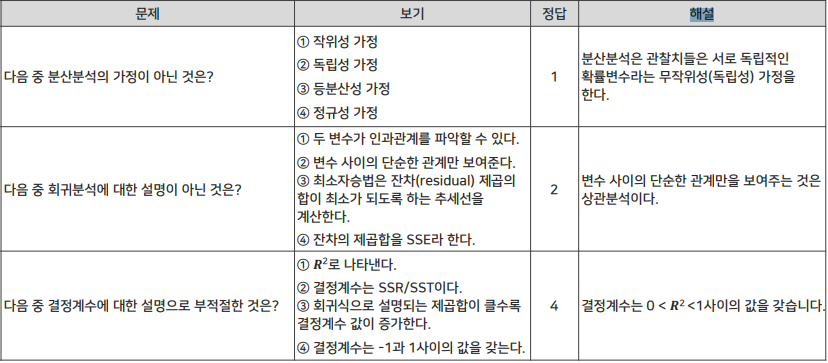 문제 보기 정답 해설
다음 중 분산분석의 가정이 아닌 것은?
① 작위성 가정
② 독립성 가정
③ 등분산성 가정
④ 정규성 가정
1
분산분석은 관찰치들은 서로 독립적인
확률변수라는 무작위성(독립성) 가정을
한다.
다음 중 회귀분석에 대한 설명이 아닌 것은?
① 두 변수가 인과관계를 파악할 수 있다.
② 변수 사이의 단순한 관계만 보여준다.
③ 최소자승법은 잔차(residual) 제곱의
합이 최소가 되도록 하는 추세선을
계산한다.
④ 잔차의 제곱합을 SSE라 한다.
2
변수 사이의 단순한 관계만을 보여주는 것은
상관분석이다.
다음 중 결정계수에 대한 설명으로 부적절한 것은?
① R²로 나타낸다.
② 결정계수는 SSR/SST이다.
③ 회귀식으로 설명되는 제곱합이 클수록
결정계수 값이 증가한다.
④ 결정계수는 -1과 1사이의 값을 갖는다.
4
결정계수는 0 < R² <1사이의 값을 갖습니다.